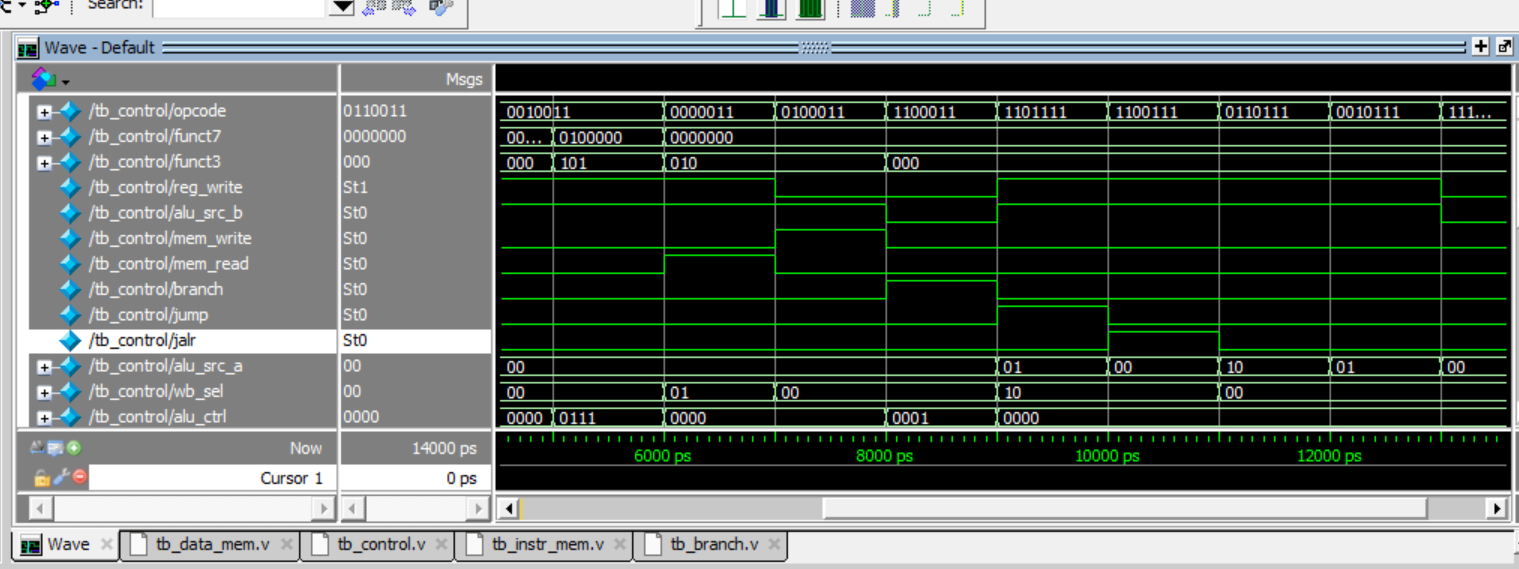 Search:
Wave - Default
Msgs
/tb_control/opcode 0110011 0010011 0000011 0100011 1100011 1101111 1100111 0110111 0010111 111...
/tb_control/funct7 0000000 00... 0100000 0000000
/tb_control/funct3 000 000 101 010 000
/tb_control/reg_write St1
/tb_control/alu_src_b St0
/tb_control/mem_write St0
/tb_control/mem_read St0
/tb_control/branch St0
/tb_control/jump St0
/tb_control/jalr St0
/tb_control/alu_src_a 00 00 01 00 10 01 00
/tb_control/wb_sel 00 00 01 00 10 00
/tb_control/alu_ctrl 0000 0000 0111 0000 0001 0000
Now 14000 ps 6000 ps 8000 ps 10000 ps 12000 ps
Cursor 1 0 ps
Wave tb_data_mem.v tb_control.v tb_instr_mem.v tb_branch.v